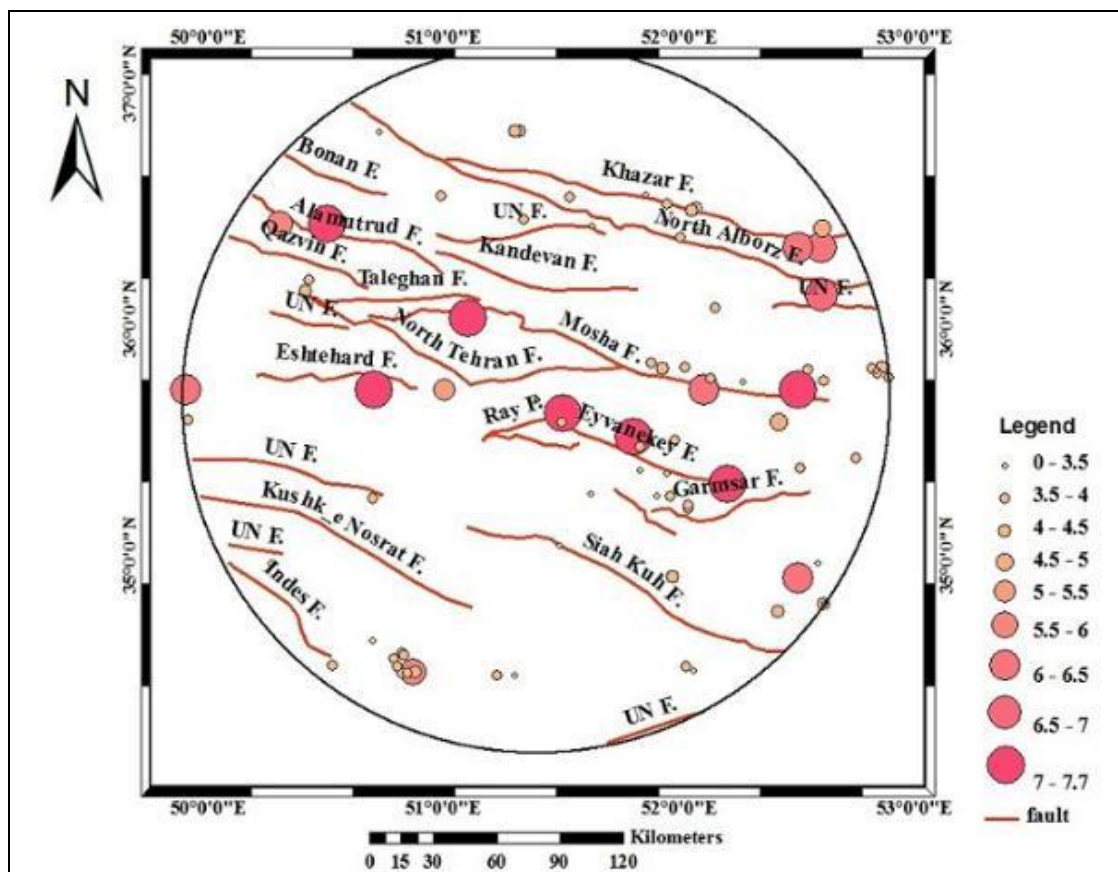 50°0'0"E 51°0'0"E 52°0'0"E 53°0'0"E
37°0'0"N
37°0'0"N
N
Bonan F.
Khazar F.
Alamutrud F.
UN F.
North Alborz F.
Qazvin F.
Kandevan F.
Taleghan F.
UN F.
UN F.
36°0'0"N
36°0'0"N
North Tehran F.
Mosha F.
Eshtehard F.
Ray F.
Eyvanekey F.
UN F.
Garmsar F.
Kushk_e Nosrat F.
UN F.
Siah Kuh F.
35°0'0"N
35°0'0"N
Indes F.
UN F.
50°0'0"E 51°0'0"E 52°0'0"E 53°0'0"E
Legend
0 - 3.5
3.5 - 4
4 - 4.5
4.5 - 5
5 - 5.5
5.5 - 6
6 - 6.5
6.5 - 7
7 - 7.7
fault
Kilometers
0 15 30 60 90 120